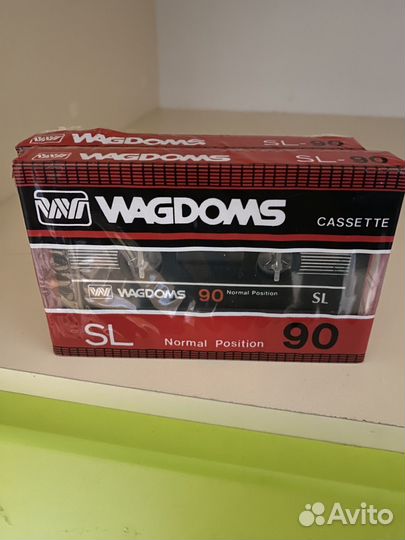 WAGDOMS SL-90
WAGDOMS SL-90
WAGDOMS CASSETTE
WAGDOMS 90 Normal Position SL
SL Normal Position 90
Avito